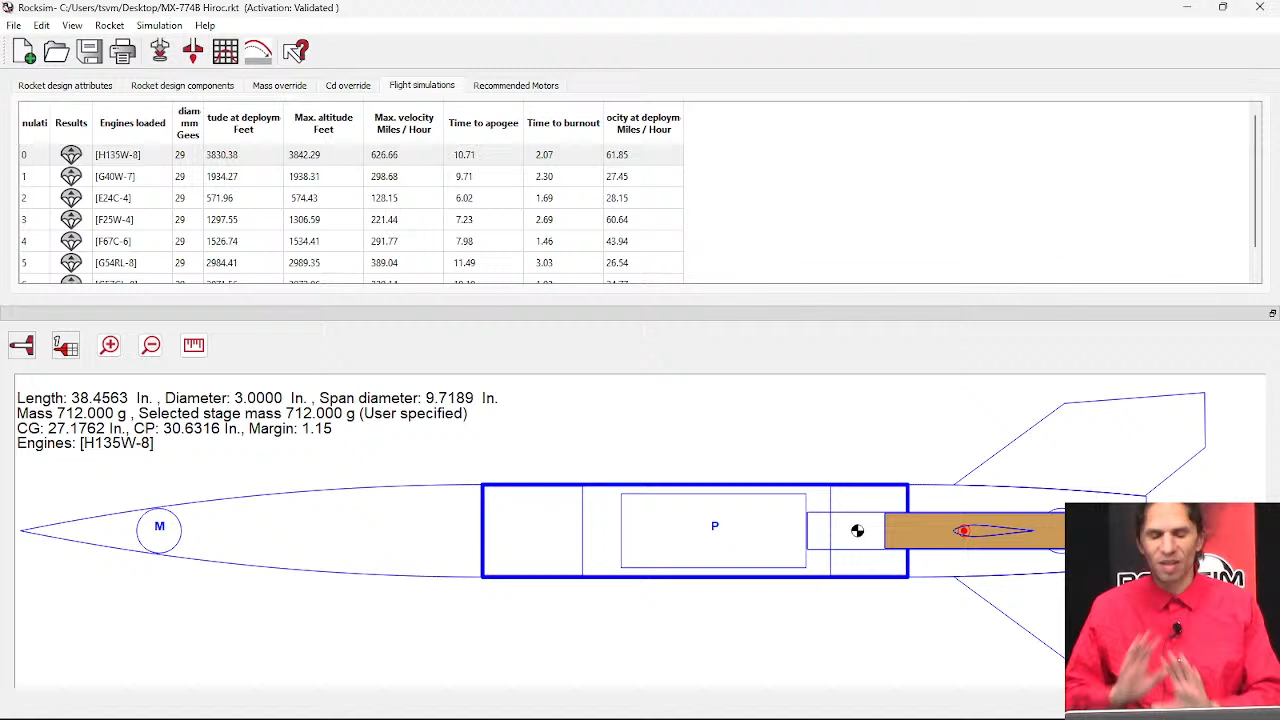 Rocksim- C:/Users/tsvm/Desktop/MX-774B Hiroc.rkt (Activation: Validated )
File Edit View Rocket Simulation Help
Rocket design attributes Rocket design components Mass override Cd override Flight simulations Recommended Motors
nulati Results Engines loaded diam mm Gees tude at deploym Feet Max. altitude Feet Max. velocity Miles / Hour Time to apogee Time to burnout ocity at deploym Miles / Hour
0 [H135W-8] 29 3830.38 3842.29 626.66 10.71 2.07 61.85
1 [G40W-7] 29 1934.27 1938.31 298.68 9.71 2.30 27.45
2 [E24C-4] 29 571.96 574.43 128.15 6.02 1.69 28.15
3 [F25W-4] 29 1297.55 1306.59 221.44 7.23 2.69 60.64
4 [F67C-6] 29 1526.74 1534.41 291.77 7.98 1.46 43.94
5 [G54RL-8] 29 2984.41 2989.35 389.04 11.49 3.03 26.54
Length: 38.4563 In. , Diameter: 3.0000 In. , Span diameter: 9.7189 In.
Mass 712.000 g , Selected stage mass 712.000 g (User specified)
CG: 27.1762 In., CP: 30.6316 In., Margin: 1.15
Engines: [H135W-8]
M
P